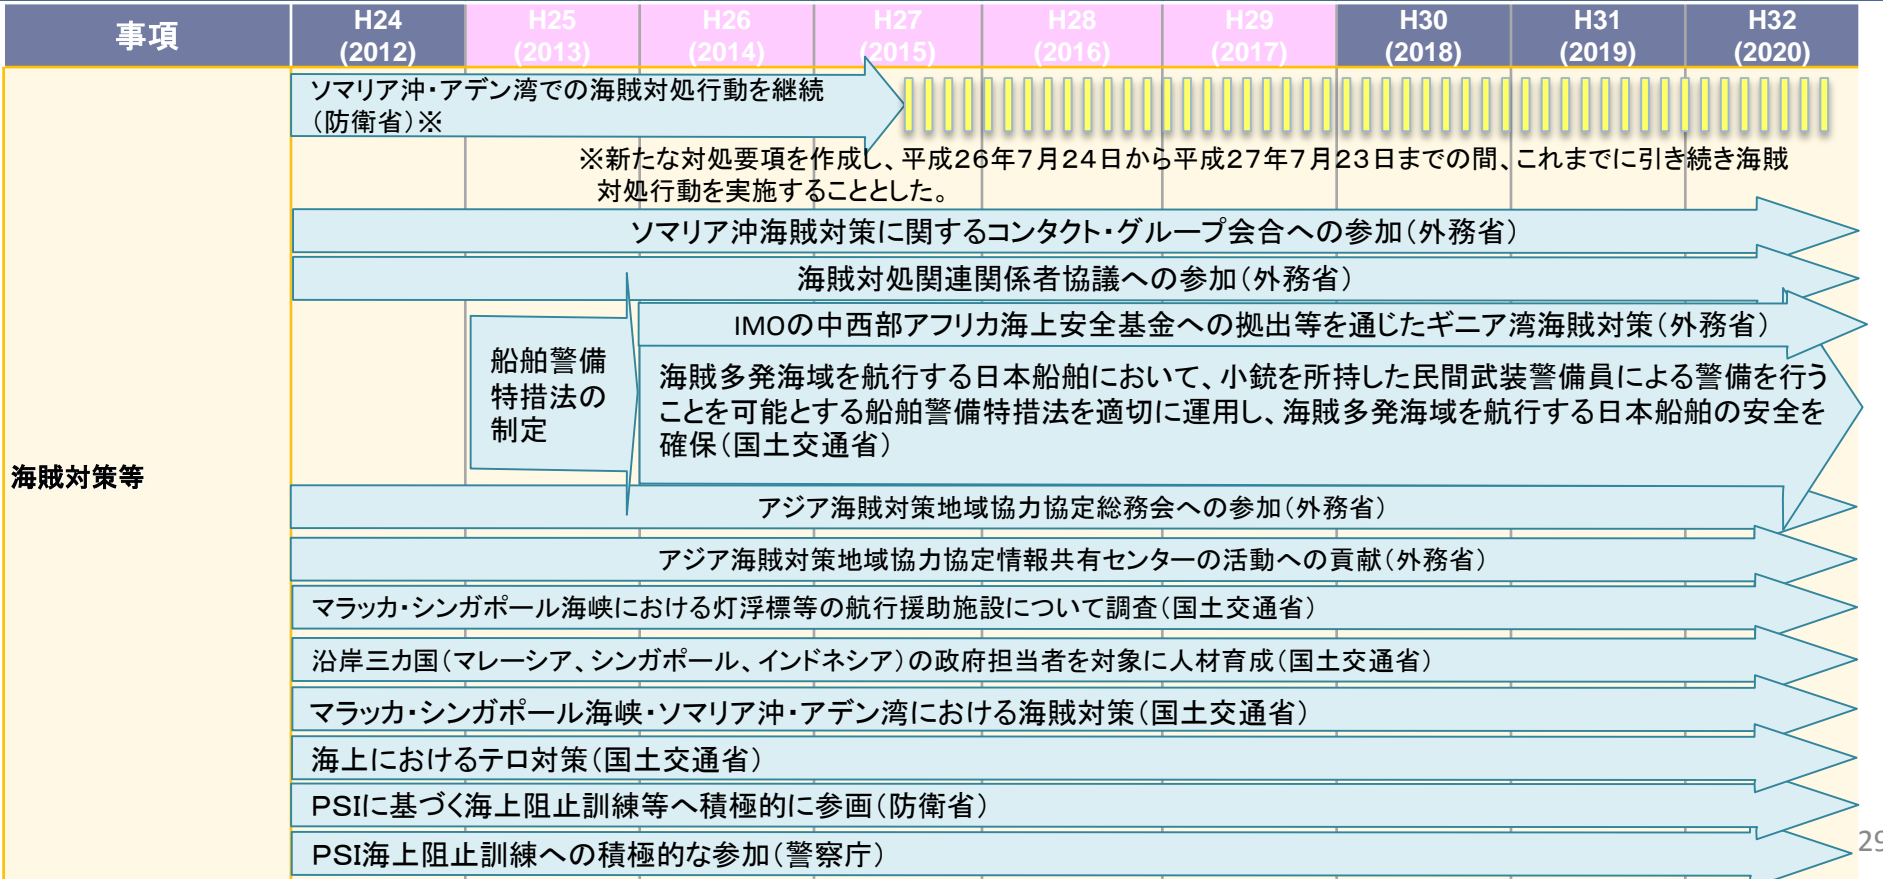 事項
H24
(2012)
H25
(2013)
H26
(2014)
H27
(2015)
H28
(2016)
H29
(2017)
H30
(2018)
H31
(2019)
H32
(2020)
海賊対策等
ソマリア沖・アデン湾での海賊対処行動を継続
（防衛省）※
※新たな対処要項を作成し、平成２６年７月２４日から平成２７年７月２３日までの間、これまでに引き続き海賊
対処行動を実施することとした。
ソマリア沖海賊対策に関するコンタクト・グループ会合への参加（外務省）
海賊対処関連関係者協議への参加（外務省）
IMOの中西部アフリカ海上安全基金への拠出等を通じたギニア湾海賊対策（外務省）
船舶警備
特措法の
制定
海賊多発海域を航行する日本船舶において、小銃を所持した民間武装警備員による警備を行う
ことを可能とする船舶警備特措法を適切に運用し、海賊多発海域を航行する日本船舶の安全を
確保（国土交通省）
アジア海賊対策地域協力協定総務会への参加（外務省）
アジア海賊対策地域協力協定情報共有センターの活動への貢献（外務省）
マラッカ・シンガポール海峡における灯浮標等の航行援助施設について調査（国土交通省）
沿岸三カ国（マレーシア、シンガポール、インドネシア）の政府担当者を対象に人材育成（国土交通省）
マラッカ・シンガポール海峡・ソマリア沖・アデン湾における海賊対策（国土交通省）
海上におけるテロ対策（国土交通省）
ＰＳＩに基づく海上阻止訓練等へ積極的に参画（防衛省）
ＰＳＩ海上阻止訓練への積極的な参加（警察庁）
29